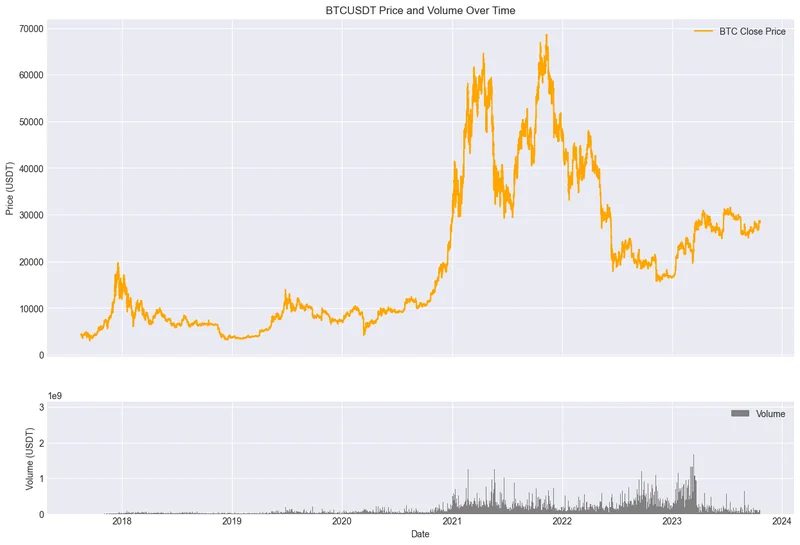 BTCUSDT Price and Volume Over Time
BTC Close Price
70000
60000
50000
40000
30000
20000
10000
0
Price (USDT)
1e9
Volume
3
2
1
0
Volume (USDT)
2018 2019 2020 2021 2022 2023 2024
Date